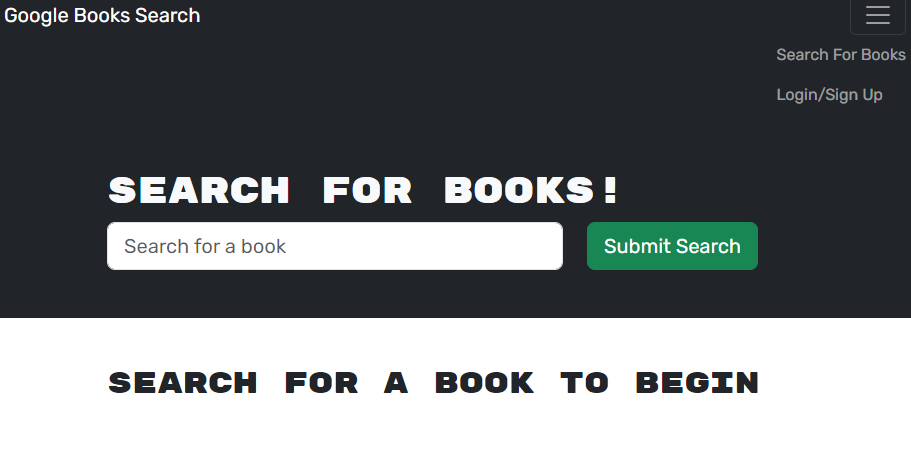 Google Books Search
Search For Books
Login/Sign Up
SEARCH FOR BOOKS!
Search for a book
Submit Search
SEARCH FOR A BOOK TO BEGIN